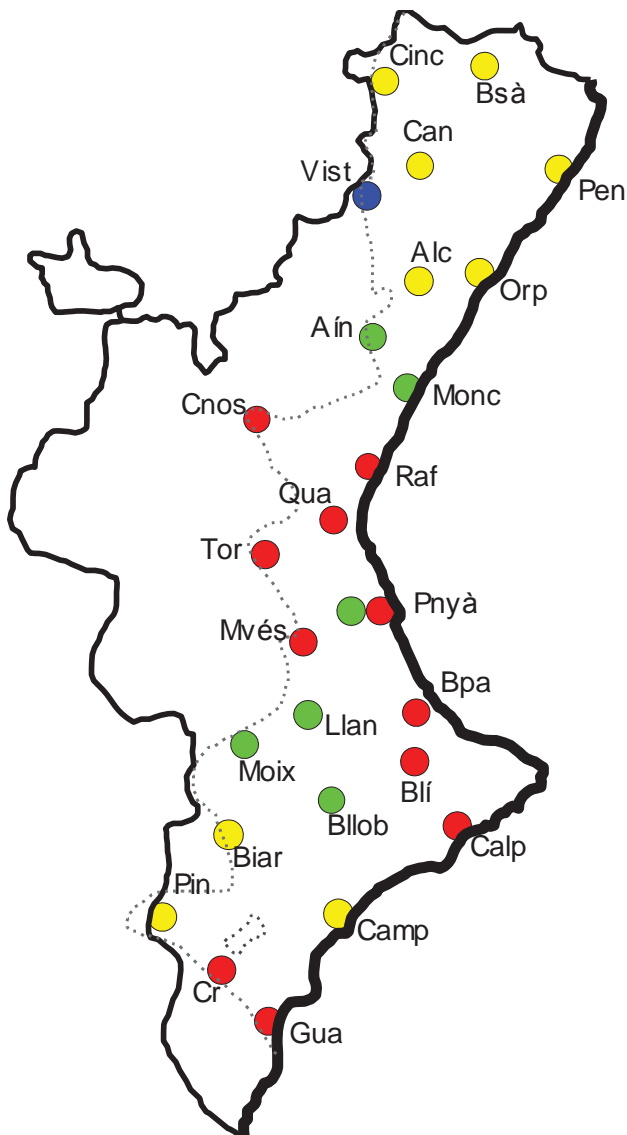 Cinc
Bsà
Can
Vist
Pen
Alc
Orp
Aín
Monc
Cnos
Raf
Qua
Tor
Pnyà
Mvés
Bpa
Llan
Moix
Blí
Bllob
Calp
Biar
Pin
Camp
Cr
Gua